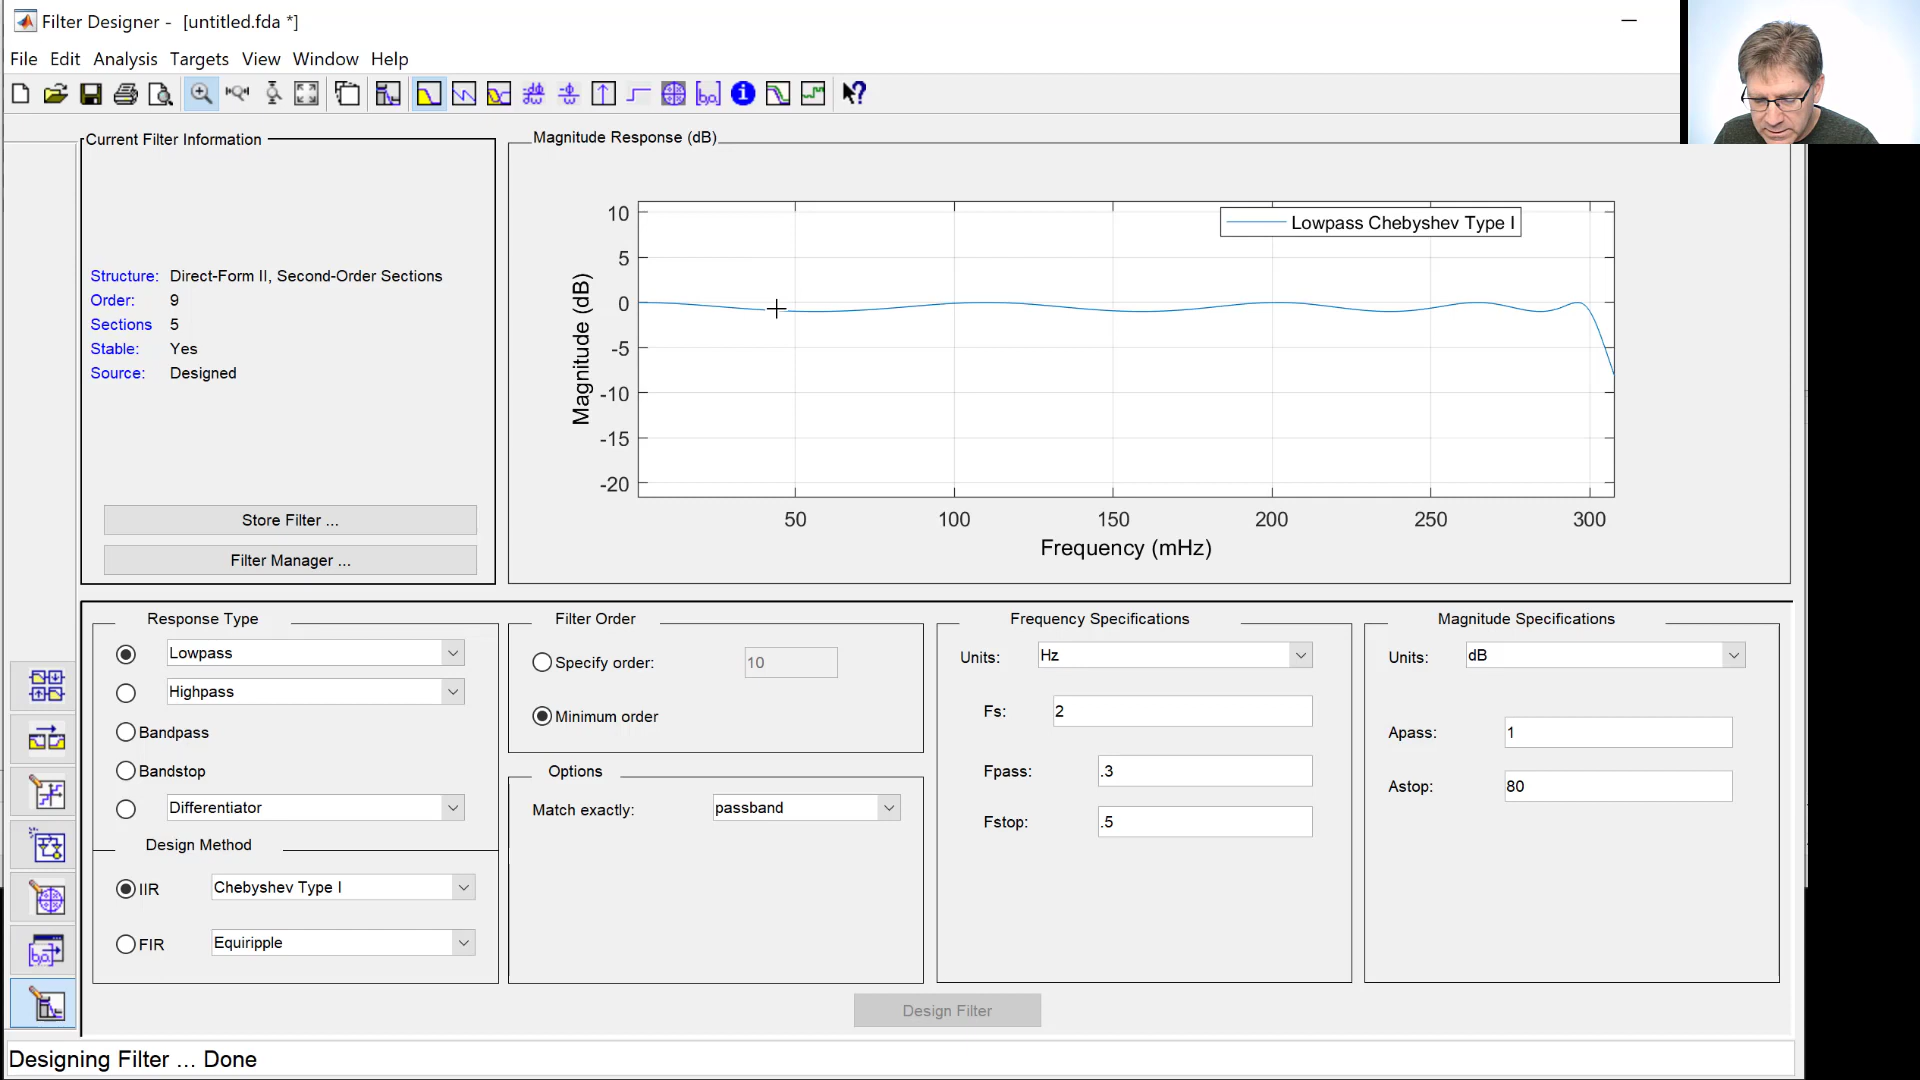 Filter Designer - [untitled.fda *]
File Edit Analysis Targets View Window Help
Current Filter Information
Structure: Direct-Form II, Second-Order Sections
Order: 9
Sections 5
Stable: Yes
Source: Designed
Store Filter ...
Filter Manager ...
Magnitude Response (dB)
Lowpass Chebyshev Type I
Magnitude (dB)
10
5
0
-5
-10
-15
-20
50 100 150 200 250 300
Frequency (mHz)
Response Type
Lowpass
Highpass
Bandpass
Bandstop
Differentiator
Design Method
IIR Chebyshev Type I
FIR Equiripple
Filter Order
Specify order: 10
Minimum order
Options
Match exactly: passband
Frequency Specifications
Units: Hz
Fs: 2
Fpass: .3
Fstop: .5
Magnitude Specifications
Units: dB
Apass: 1
Astop: 80
Design Filter
Designing Filter ... Done